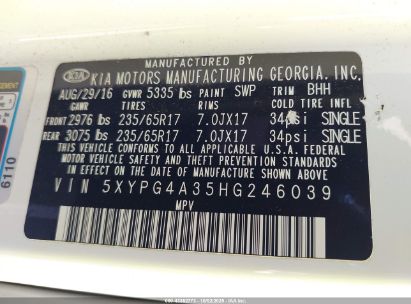 MANUFACTURED BY
KIA KIA MOTORS MANUFACTURING GEORGIA, INC.
AUG/29/16 GVWR 5335 lbs PAINT SWP TRIM BHH
GAWR TIRES RIMS COLD TIRE INFL
FRONT 2976 lbs 235/65R17 7.0JX17 34psi SINGLE
REAR 3075 lbs 235/65R17 7.0JX17 34psi SINGLE
THIS VEHICLE CONFORMS TO ALL APPLICABLE U.S.A. FEDERAL
MOTOR VEHICLE SAFETY, BUMPER, AND THEFT PREVENTION
STANDARDS IN EFFECT ON THE DATE OF MANUFACTURE SHOWN ABOVE.
VIN 5XYPG4A35HG246039
MPV
6110